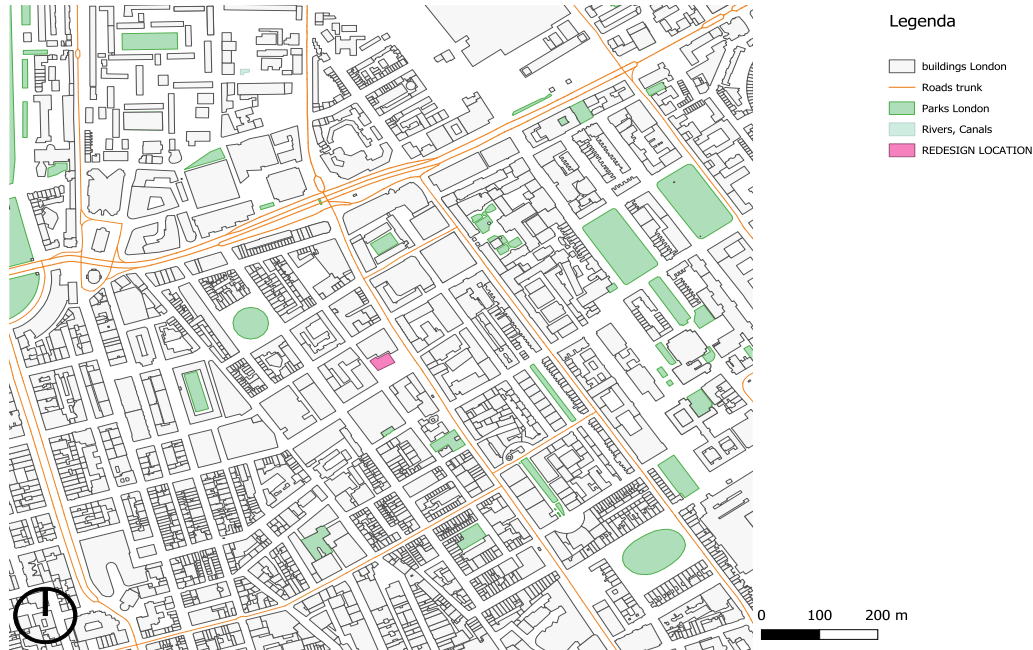 Legenda
buildings London
Roads trunk
Parks London
Rivers, Canals
REDESIGN LOCATION
0 100 200 m